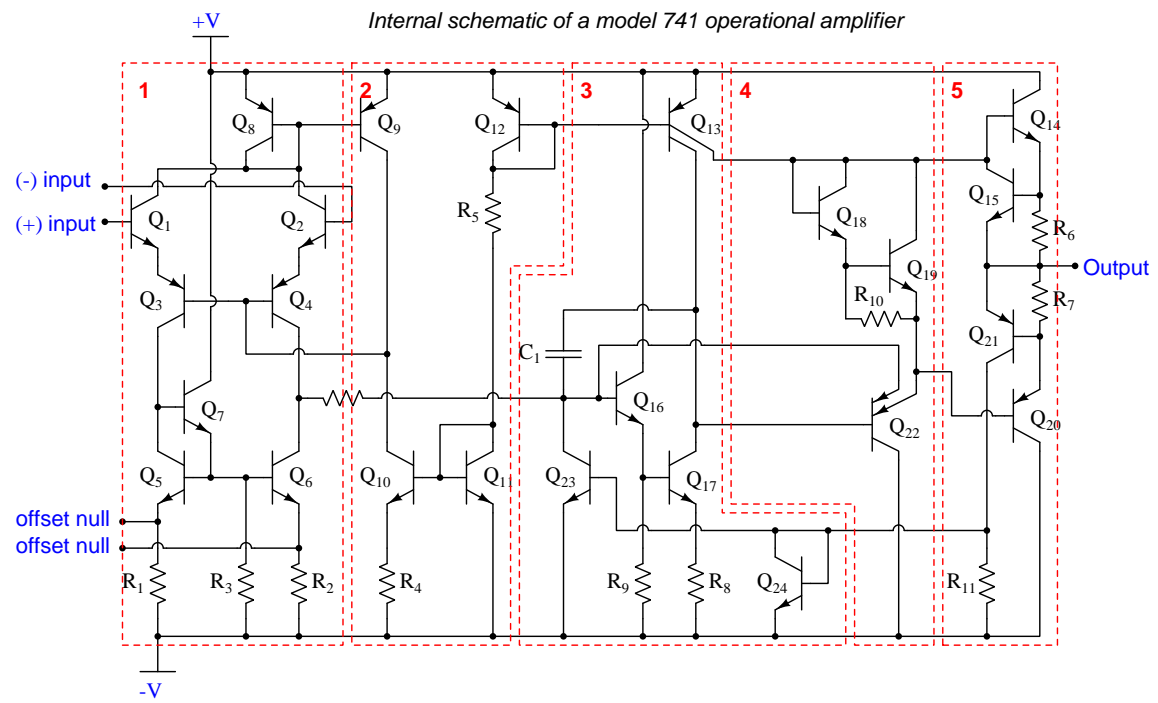 Internal schematic of a model 741 operational amplifier
+V
1
2
3
4
5
Q8
Q9
Q12
Q13
Q14
(-) input
(+) input
Q1
Q2
R5
Q18
Q15
R6
Q3
Q4
Q19
Output
R10
R7
C1
Q21
Q7
Q16
Q22
Q20
Q5
Q6
Q10
Q11
Q23
Q17
offset null
offset null
R1
R3
R2
R4
R9
R8
Q24
R11
-V